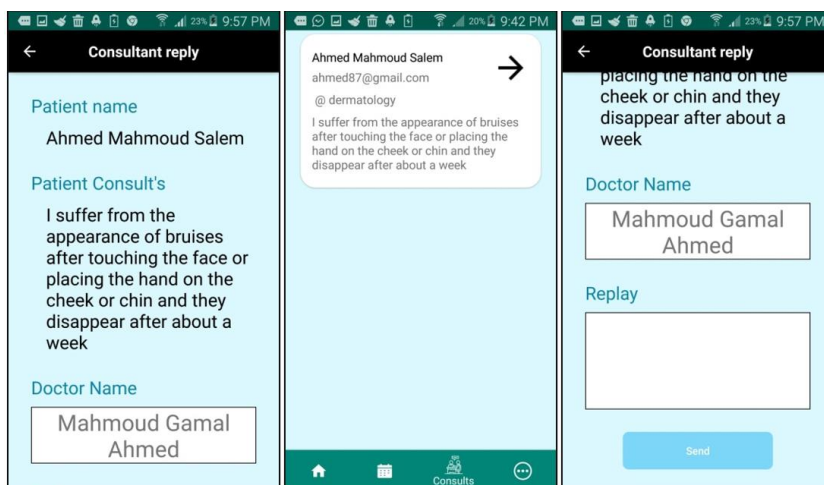 23% 9:57 PM
Consultant reply
Patient name
Ahmed Mahmoud Salem
Patient Consult's
I suffer from the
appearance of bruises
after touching the face or
placing the hand on the
cheek or chin and they
disappear after about a
week
Doctor Name
Mahmoud Gamal
Ahmed
20% 9:42 PM
Ahmed Mahmoud Salem
ahmed87@gmail.com
@ dermatology
I suffer from the appearance of bruises
after touching the face or placing the
hand on the cheek or chin and they
disappear after about a week
Consults
23% 9:57 PM
Consultant reply
placing the hand on the
cheek or chin and they
disappear after about a
week
Doctor Name
Mahmoud Gamal
Ahmed
Replay
Send